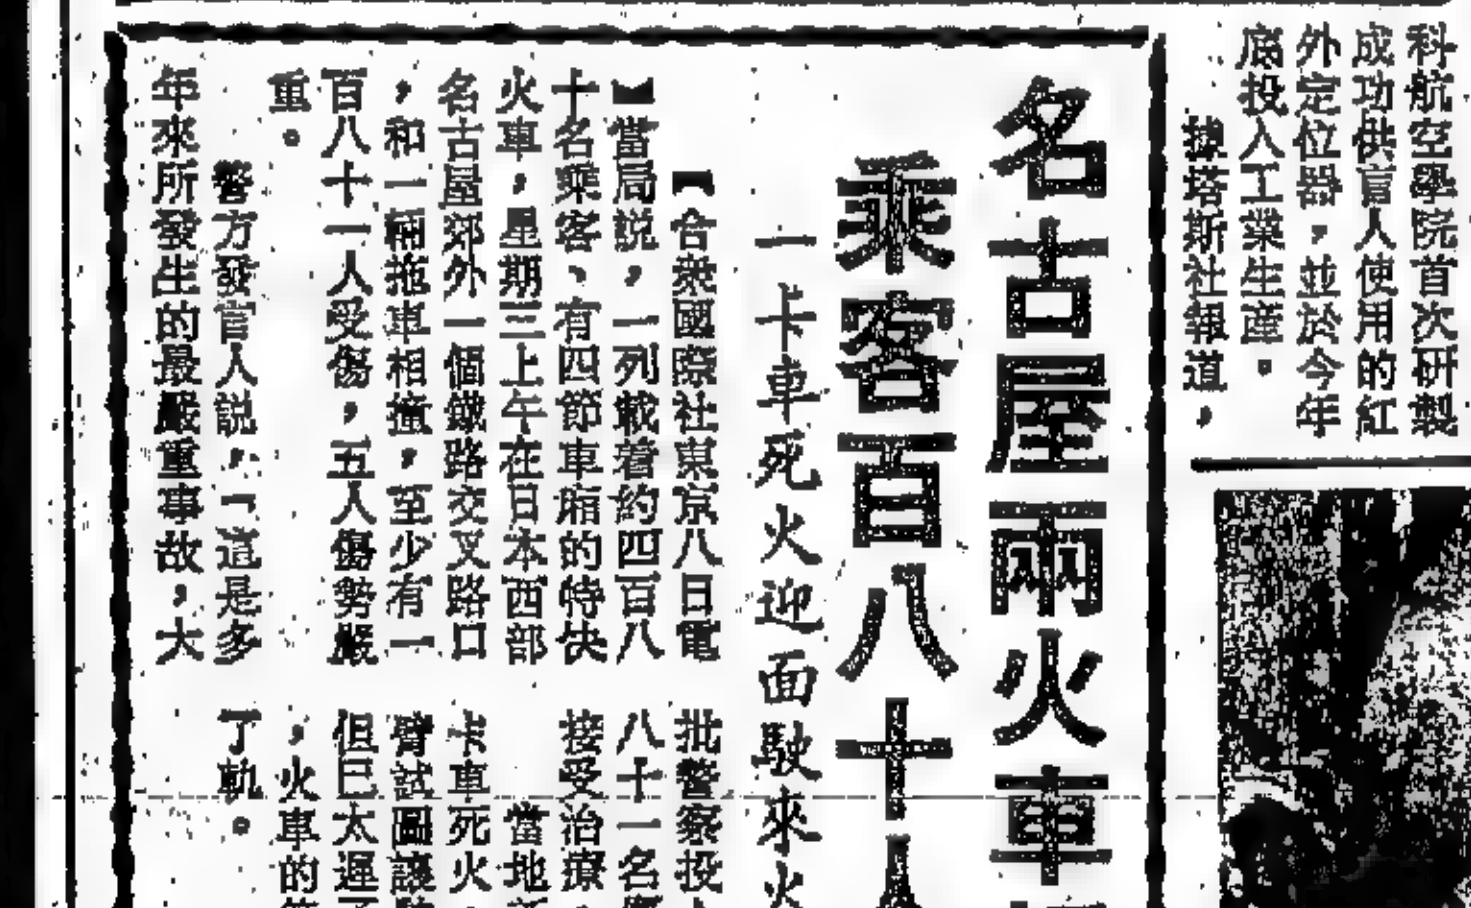 科航空學院首次研製
成功供盲人使用的紅
外定位器，並於今年
底投入工業生產。
據塔斯社報道，
名古屋兩火車
乘客百八十人
一卡車死火迎面駛來火
【合衆國際社東京八日電
】當局説，一列載着約四百八
十名乘客、有四節車廂的特快
火車，星期三上午在日本西部
名古屋郊外一個鐵路交叉路口
，和一輛拖車相撞，至少有一
百八十一人受傷，五人傷勢嚴
重。
警方發言人説，「這是多
年來所發生的最嚴重事故，大
批警察投
八十一名
接受治療
當地
卡車死火，
臂試圖讓
但已太遲
，火車的
了軌。